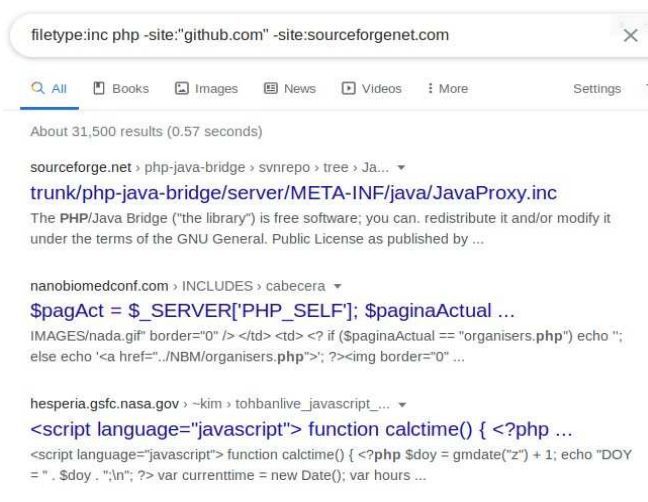 filetype:inc php -site:"github.com" -site:sourceforgenet.com
All Books Images News Videos More Settings
About 31,500 results (0.57 seconds)
sourceforge.net › php-java-bridge › svnrepo › tree › Ja...
trunk/php-java-bridge/server/META-INF/java/JavaProxy.inc
The PHP/Java Bridge ("the library") is free software; you can. redistribute it and/or modify it
under the terms of the GNU General. Public License as published by ...
nanobiomedconf.com › INCLUDES › cabecera
$pagAct = $_SERVER['PHP_SELF']; $paginaActual ...
IMAGES/nada.gif" border="0" /> </td> <td> <? if ($paginaActual == "organisers.php") echo '';
else echo '<a href="../NBM/organisers.php">'; ?><img border="0" ...
hesperia.gsfc.nasa.gov › ~kim › tohbanlive_javascript_...
<script language="javascript"> function calctime() { <?php ...
<script language="javascript"> function calctime() { <?php $doy = gmdate("z") + 1; echo "DOY
= " . $doy . ";\n"; ?> var currenttime = new Date(); var hours ...